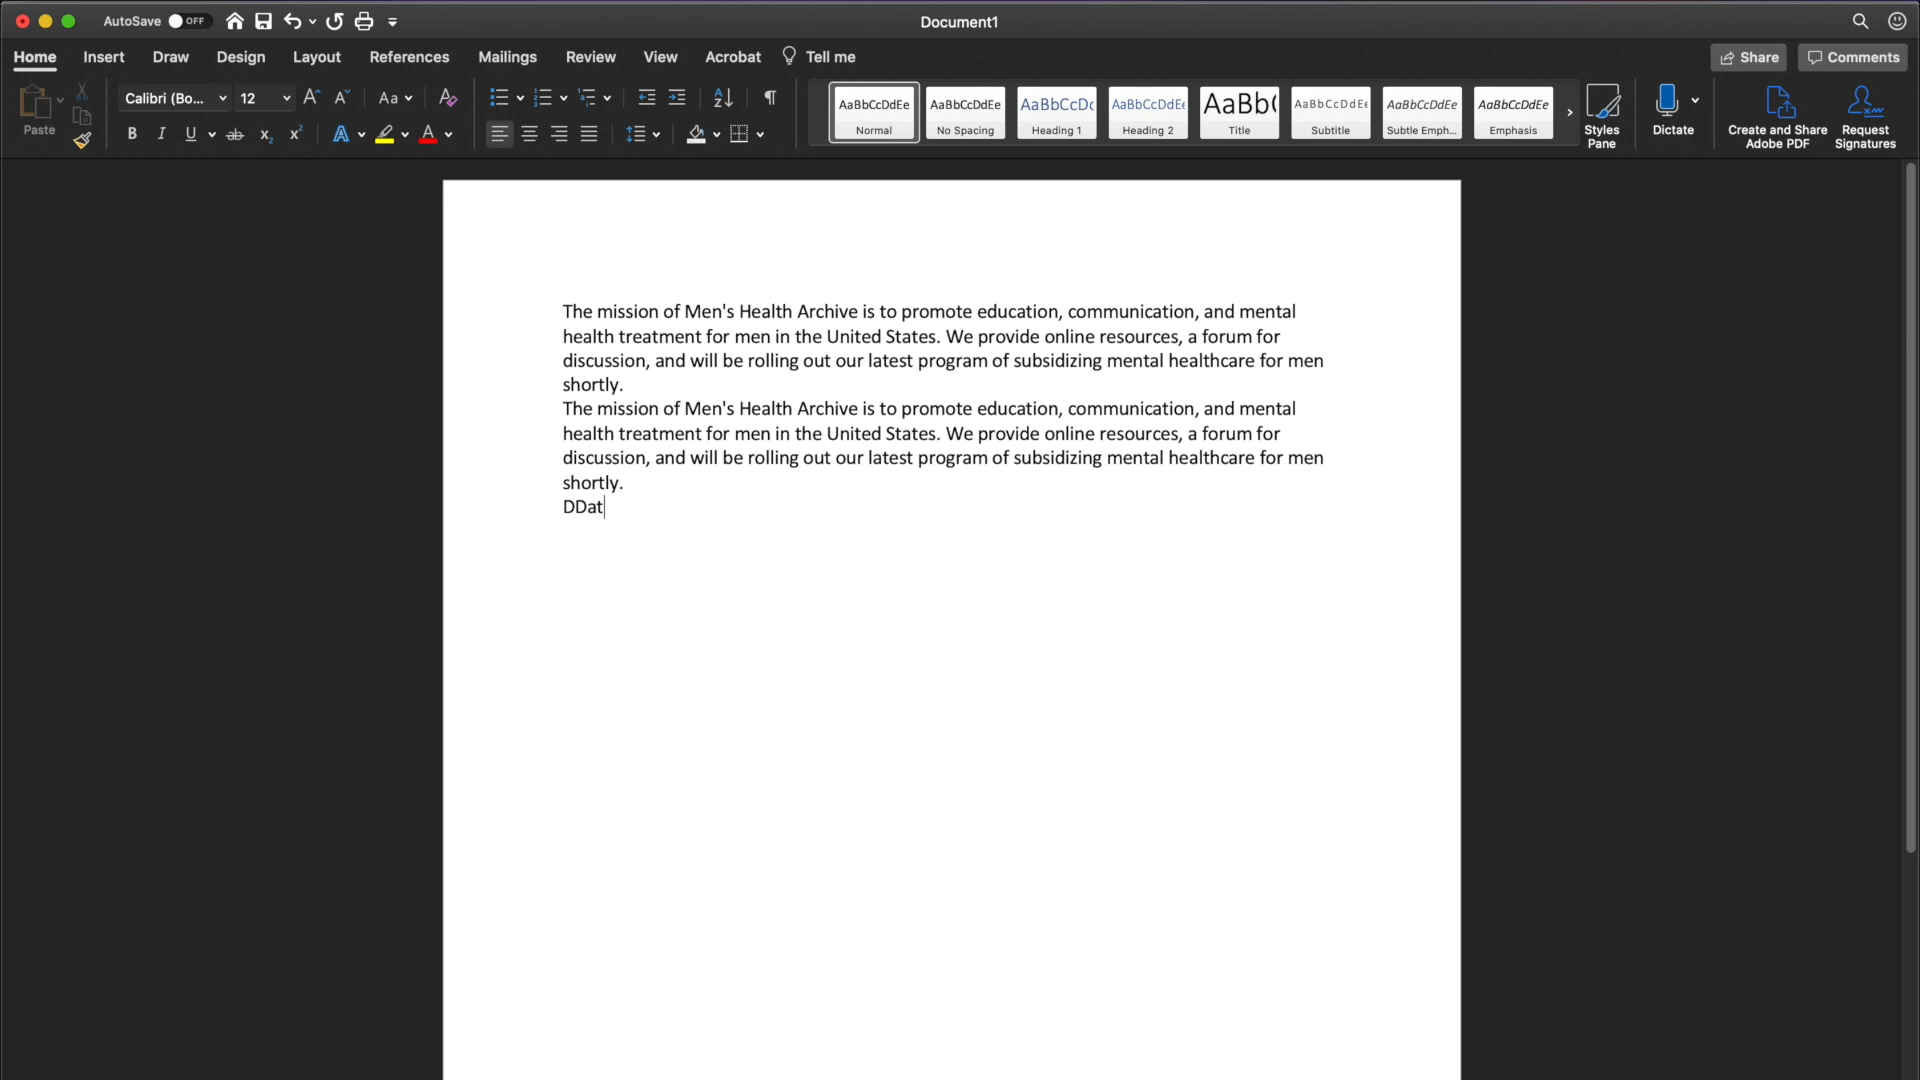 AutoSave OFF Document1
Home Insert Draw Design Layout References Mailings Review View Acrobat Tell me Share Comments
Paste Calibri (Bo... 12 Aa
B I U ab x₂ x² A A
AaBbCcDdEe AaBbCcDdEe AaBbCcDc AaBbCcDdEe AaBb( AaBbCcDdEe AaBbCcDdEe AaBbCcDdEe
Normal No Spacing Heading 1 Heading 2 Title Subtitle Subtle Emph... Emphasis
Styles Pane
Dictate
Create and Share Adobe PDF
Request Signatures
The mission of Men's Health Archive is to promote education, communication, and mental
health treatment for men in the United States. We provide online resources, a forum for
discussion, and will be rolling out our latest program of subsidizing mental healthcare for men
shortly.
The mission of Men's Health Archive is to promote education, communication, and mental
health treatment for men in the United States. We provide online resources, a forum for
discussion, and will be rolling out our latest program of subsidizing mental healthcare for men
shortly.
DDat